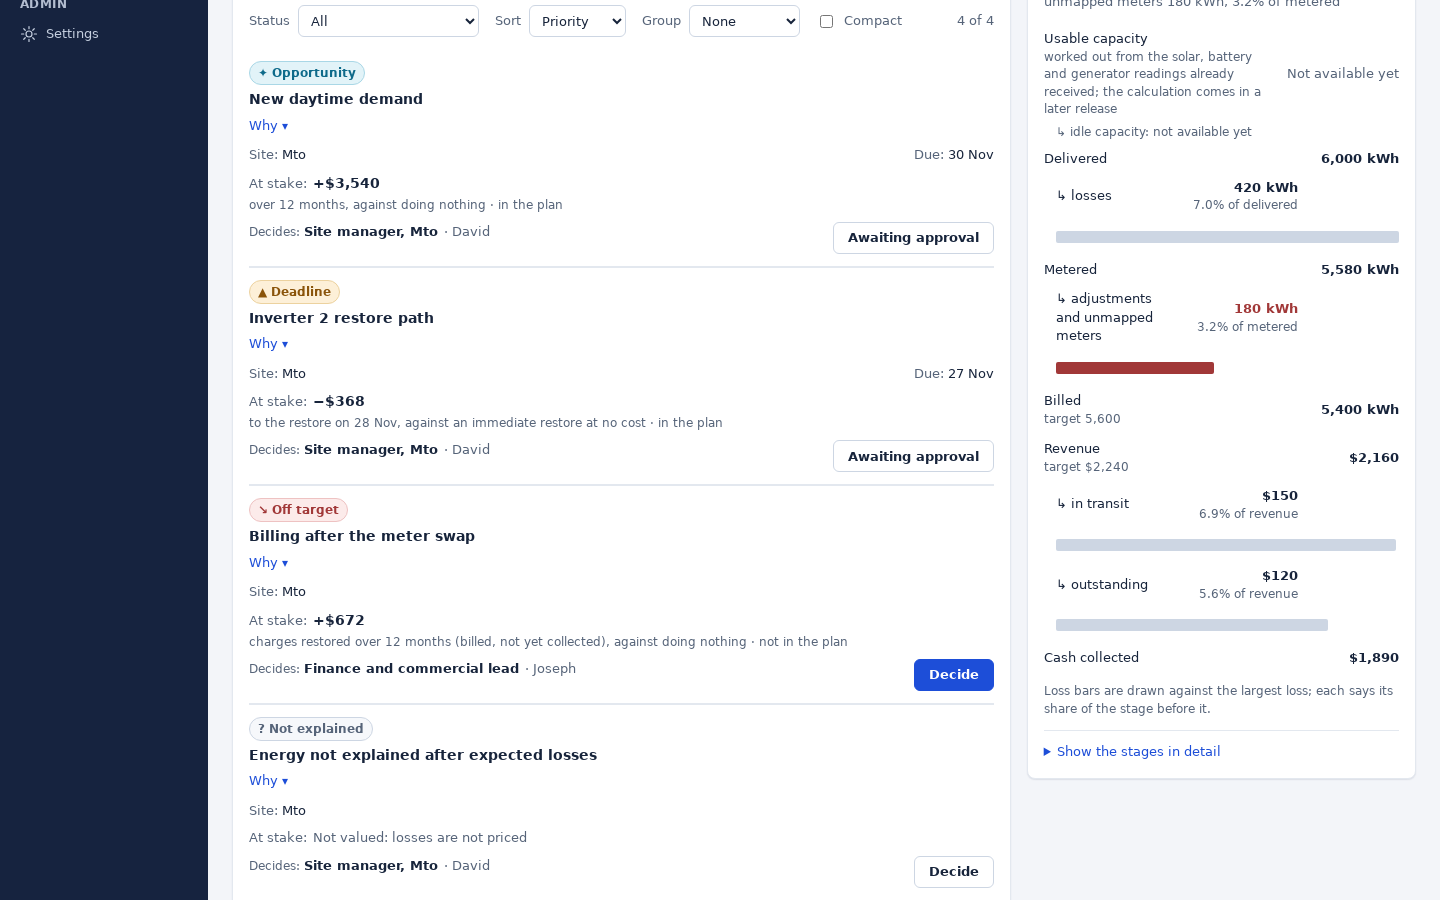 ADMIN
Settings
Status All Sort Priority Group None Compact 4 of 4
✦ Opportunity
New daytime demand
Why ▾
Site: Mto Due: 30 Nov
At stake: +$3,540
over 12 months, against doing nothing · in the plan
Decides: Site manager, Mto · David Awaiting approval
▲ Deadline
Inverter 2 restore path
Why ▾
Site: Mto Due: 27 Nov
At stake: −$368
to the restore on 28 Nov, against an immediate restore at no cost · in the plan
Decides: Site manager, Mto · David Awaiting approval
↘ Off target
Billing after the meter swap
Why ▾
Site: Mto
At stake: +$672
charges restored over 12 months (billed, not yet collected), against doing nothing · not in the plan
Decides: Finance and commercial lead · Joseph Decide
? Not explained
Energy not explained after expected losses
Why ▾
Site: Mto
At stake: Not valued: losses are not priced
Decides: Site manager, Mto · David Decide
unmapped meters 180 kWh, 3.2% of metered
Usable capacity
worked out from the solar, battery
and generator readings already
received; the calculation comes in a
later release
Not available yet
↳ idle capacity: not available yet
Delivered 6,000 kWh
↳ losses 420 kWh
7.0% of delivered
Metered 5,580 kWh
↳ adjustments
and unmapped
meters
180 kWh
3.2% of metered
Billed
target 5,600
5,400 kWh
Revenue
target $2,240
$2,160
↳ in transit $150
6.9% of revenue
↳ outstanding $120
5.6% of revenue
Cash collected $1,890
Loss bars are drawn against the largest loss; each says its
share of the stage before it.
▶ Show the stages in detail